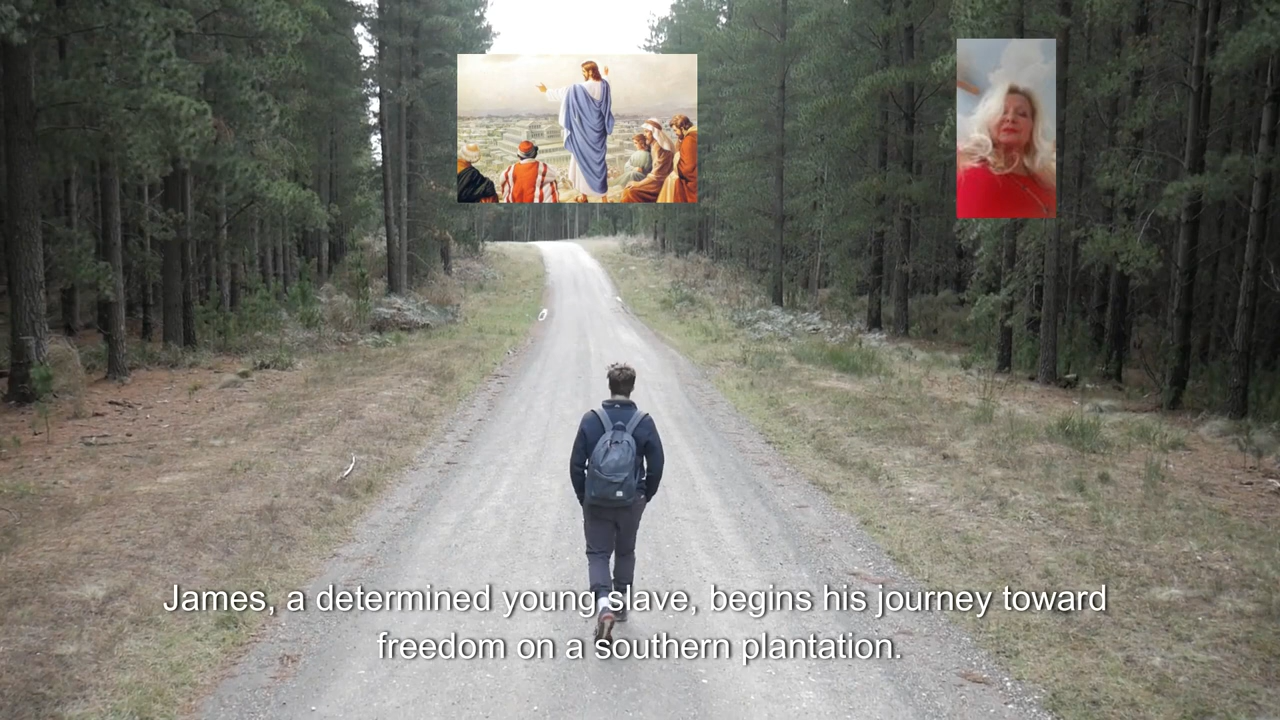 James, a determined young slave, begins his journey toward
freedom on a southern plantation.